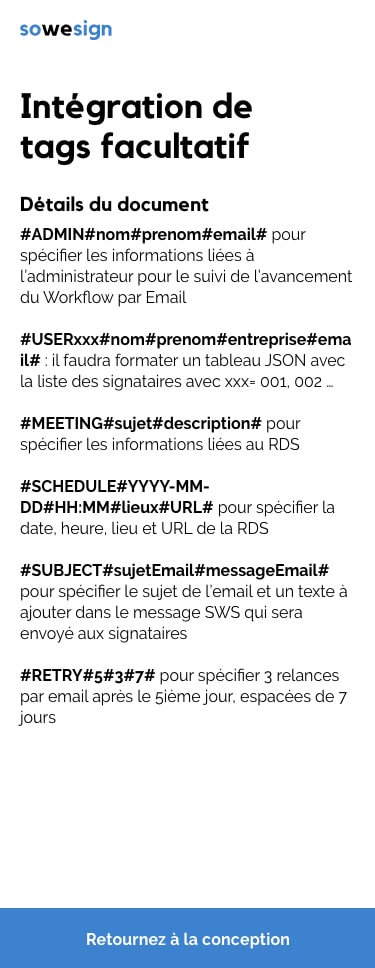 sowesign
Intégration de
tags facultatif
Détails du document
#ADMIN#nom#prenom#email# pour
spécifier les informations liées à
l'administrateur pour le suivi de l'avancement
du Workflow par Email
#USERxxx#nom#prenom#entreprise#ema
il# : il faudra formater un tableau JSON avec
la liste des signataires avec xxx= 001, 002 ...
#MEETING#sujet#description# pour
spécifier les informations liées au RDS
#SCHEDULE#YYYY-MM-
DD#HH:MM#lieux#URL# pour spécifier la
date, heure, lieu et URL de la RDS
#SUBJECT#sujetEmail#messageEmail#
pour spécifier le sujet de l'email et un texte à
ajouter dans le message SWS qui sera
envoyé aux signataires
#RETRY#5#3#7# pour spécifier 3 relances
par email après le 5ième jour, espacées de 7
jours
Retournez à la conception